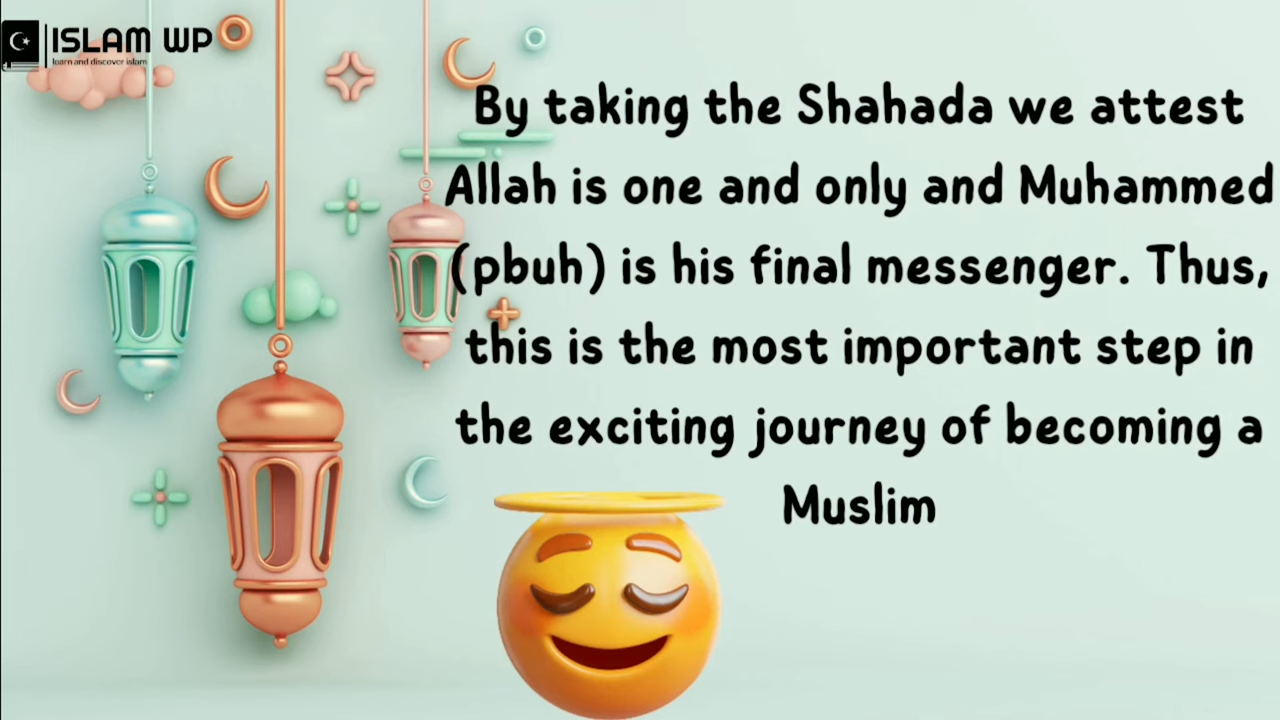 ISLAM WP
learn and discover islam
By taking the Shahada we attest
Allah is one and only and Muhammed
(pbuh) is his final messenger. Thus,
this is the most important step in
the exciting journey of becoming a
Muslim